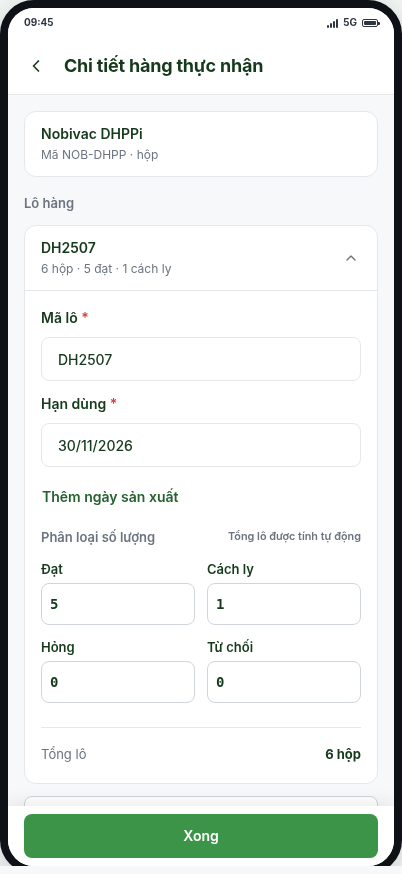 09:45
5G
Chi tiết hàng thực nhận
Nobivac DHPPi
Mã NOB-DHPP · hộp
Lô hàng
DH2507
6 hộp · 5 đạt · 1 cách ly
Mã lô *
DH2507
Hạn dùng *
30/11/2026
Thêm ngày sản xuất
Phân loại số lượng
Tổng lô được tính tự động
Đạt
Cách ly
5
1
Hỏng
Từ chối
0
0
Tổng lô
6 hộp
Xong